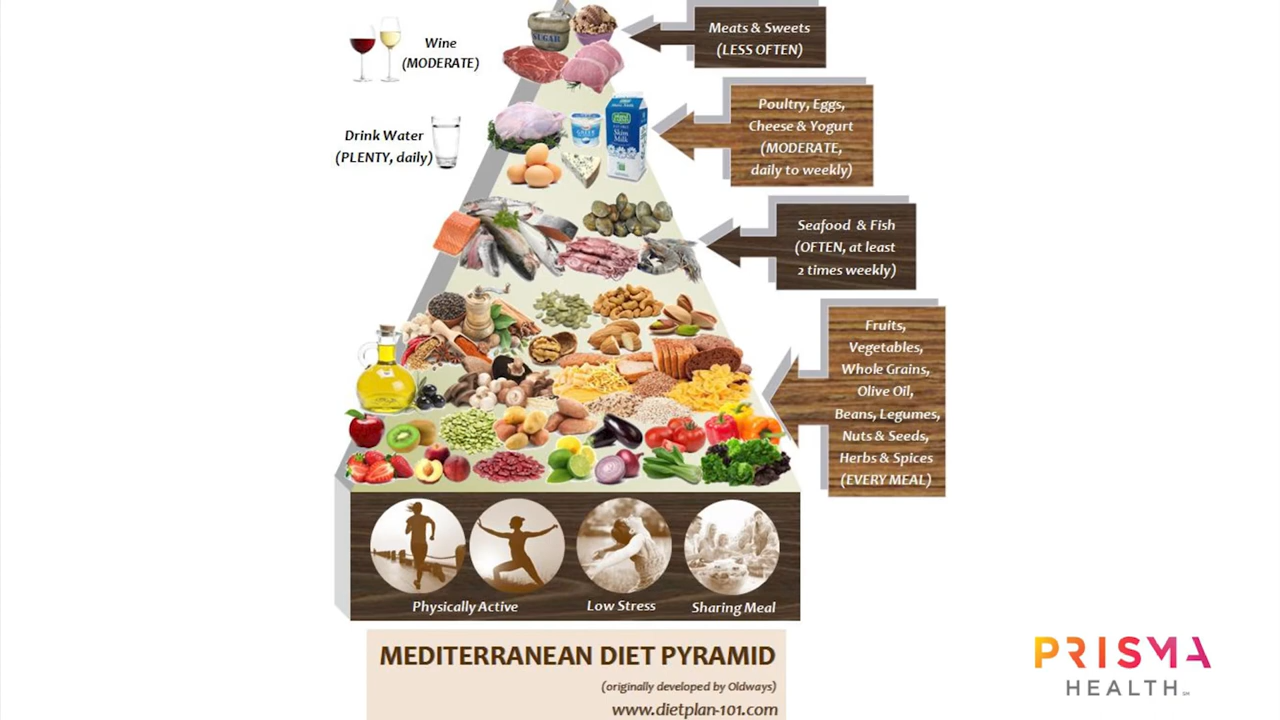 Meats & Sweets
(LESS OFTEN)
SUGAR
Wine
(MODERATE)
Poultry, Eggs,
Cheese & Yogurt
(MODERATE,
daily to weekly)
Skim
Milk
Drink Water
(PLENTY, daily)
Seafood & Fish
(OFTEN, at least
2 times weekly)
Fruits,
Vegetables,
Whole Grains,
Olive Oil,
Beans, Legumes,
Nuts & Seeds,
Herbs & Spices
(EVERY MEAL)
Physically Active
Low Stress
Sharing Meal
MEDITERRANEAN DIET PYRAMID
(originally developed by Oldways)
www.dietplan-101.com
PRISMA
HEALTH